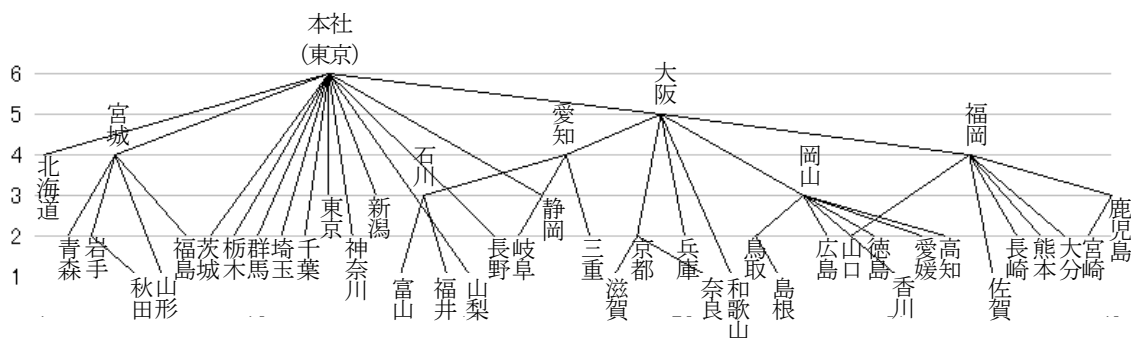 本社
(東京)
6
5
4
3
2
1
大阪
宮城
愛知
福岡
北海道
石川
岡山
東京
新潟
静岡
鹿児島
青森
岩手
福島
茨城
栃木
群馬
埼玉
千葉
神奈川
長野
岐阜
三重
京都
兵庫
鳥取
広島
山口
徳島
愛媛
高知
長崎
熊本
大分
宮崎
秋田
山形
富山
福井
山梨
滋賀
奈良
和歌山
島根
香川
佐賀